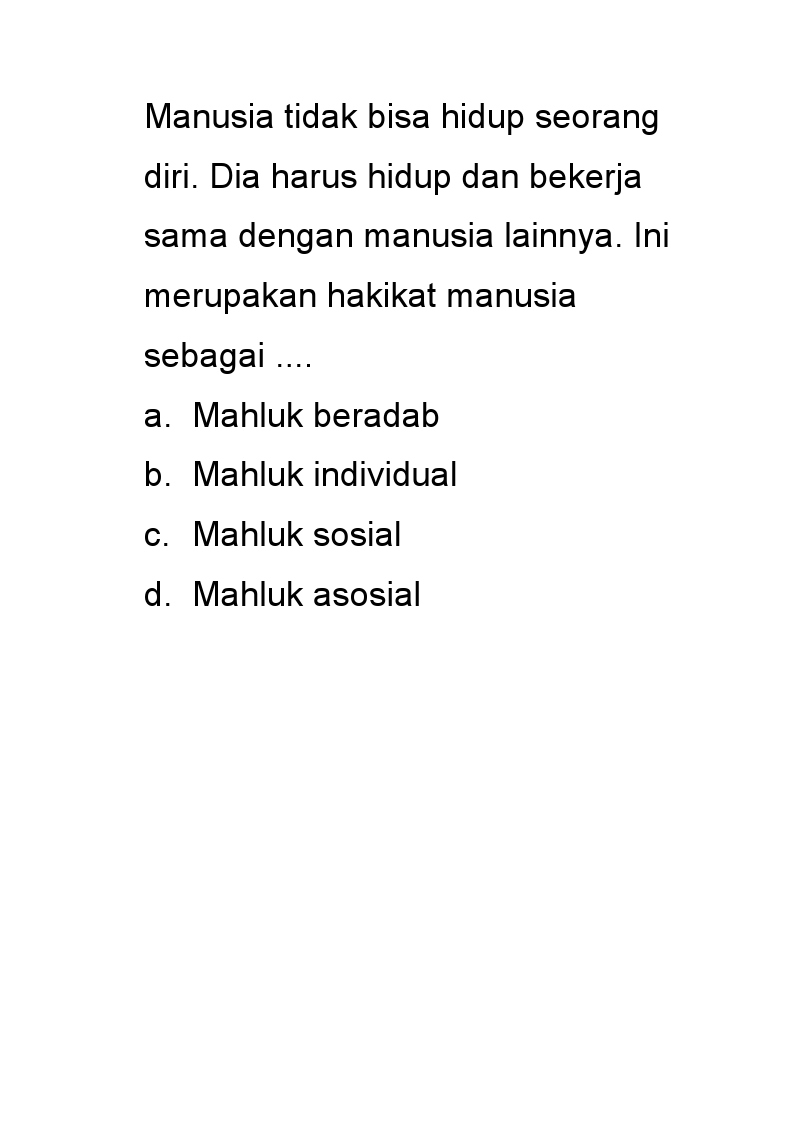 Manusia tidak bisa hidup seorang
diri. Dia harus hidup dan bekerja
sama dengan manusia lainnya. Ini
merupakan hakikat manusia
sebagai ....
a. Mahluk beradab
b. Mahluk individual
c. Mahluk sosial
d. Mahluk asosial